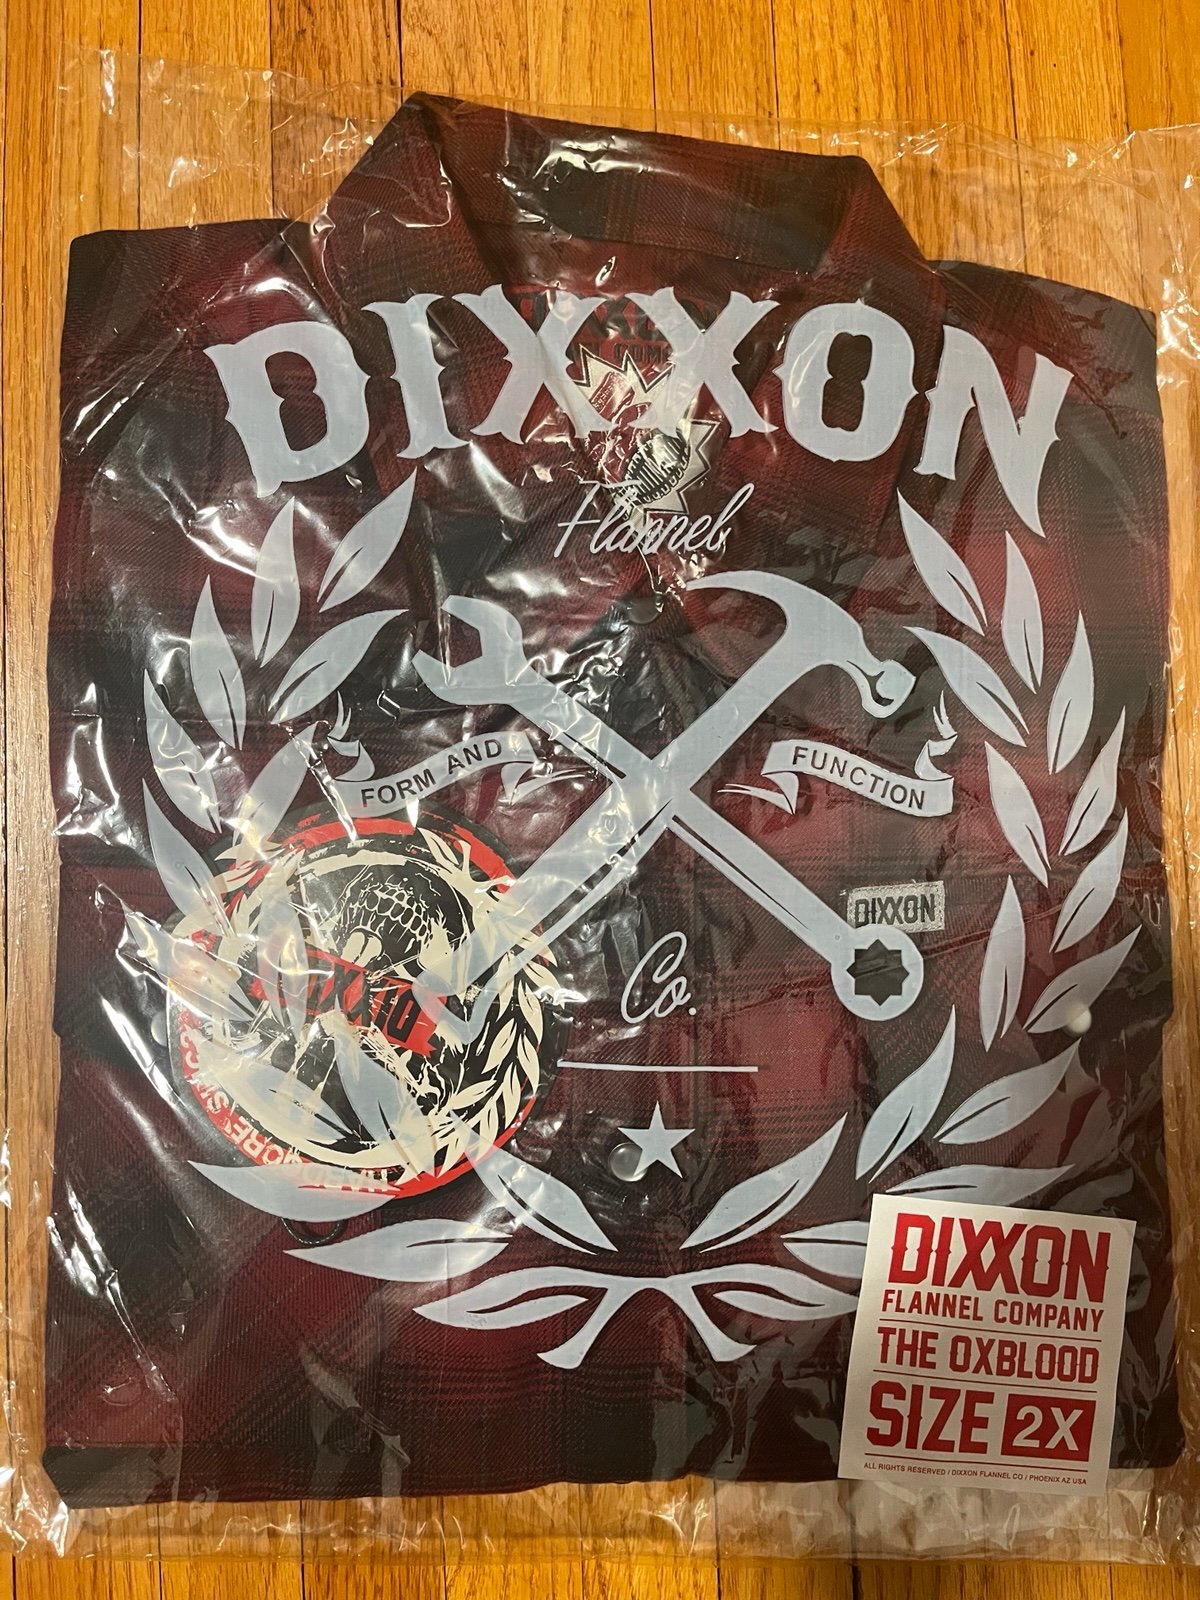 DIXXON
Flannel
FORM AND
FUNCTION
DIXXON
Co.
DIXXON
DIXXON
FLANNEL COMPANY
THE OXBLOOD
SIZE 2X
ALL RIGHTS RESERVED / DIXXON FLANNEL CO / PHOENIX AZ USA